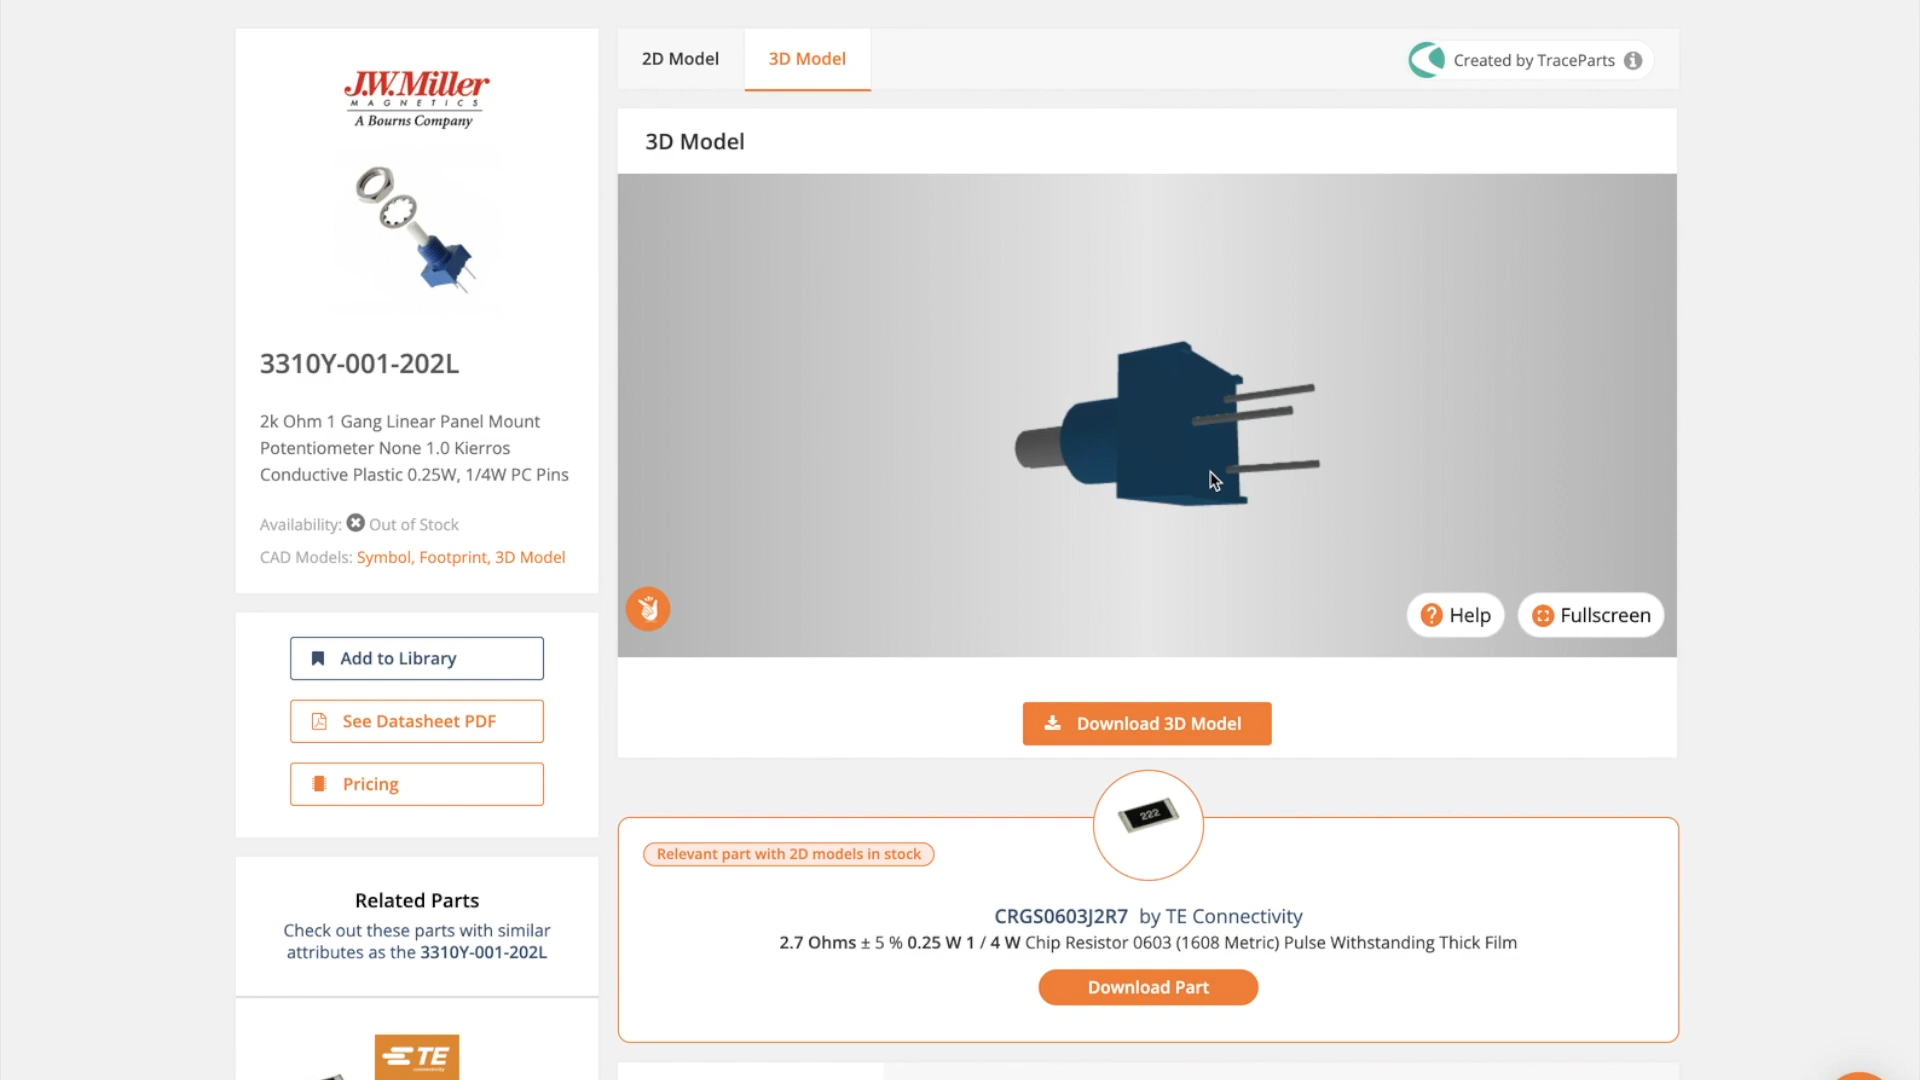 J.W.Miller
MAGNETICS
A Bourns Company
3310Y-001-202L
2k Ohm 1 Gang Linear Panel Mount
Potentiometer None 1.0 Kierros
Conductive Plastic 0.25W, 1/4W PC Pins
Availability: Out of Stock
CAD Models: Symbol, Footprint, 3D Model
Add to Library
See Datasheet PDF
Pricing
Related Parts
Check out these parts with similar
attributes as the 3310Y-001-202L
TE
connectivity
2D Model
3D Model
Created by TraceParts
3D Model
Help
Fullscreen
Download 3D Model
222
Relevant part with 2D models in stock
CRGS0603J2R7 by TE Connectivity
2.7 Ohms ± 5 % 0.25 W 1 / 4 W Chip Resistor 0603 (1608 Metric) Pulse Withstanding Thick Film
Download Part